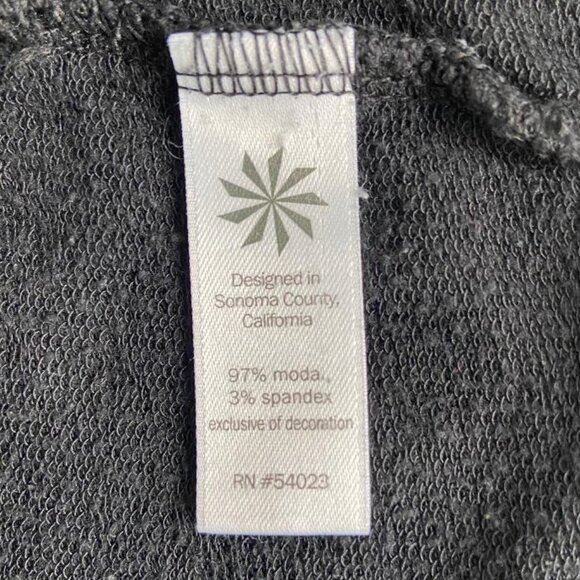 Designed in
Sonoma County,
California
97% modal,
3% spandex
exclusive of decoration
RN #54023